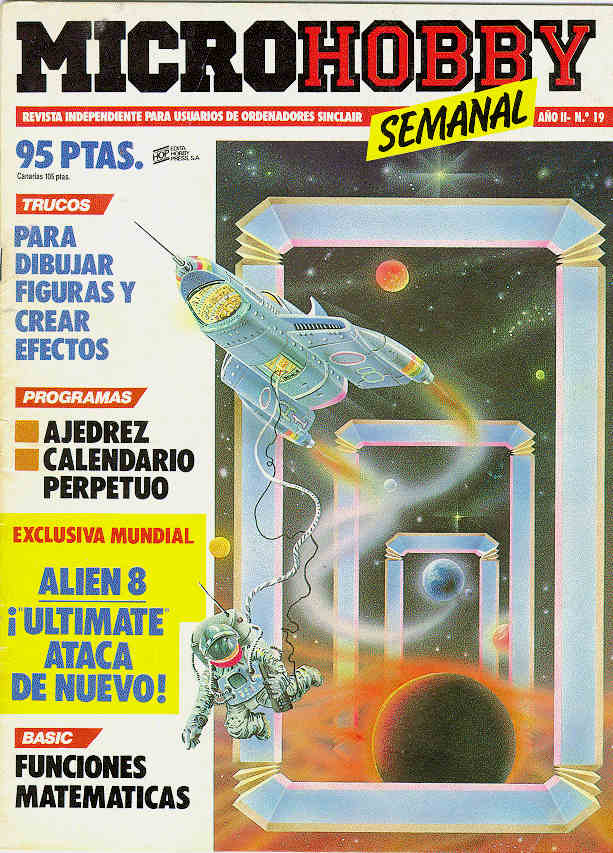 MICROHOBBY
REVISTA INDEPENDIENTE PARA USUARIOS DE ORDENADORES SINCLAIR
SEMANAL
AÑO II- N.º 19
95 PTAS.
Canarias 105 ptas.
HOP
EDITA
HOBBY
PRESS, S.A.
TRUCOS
PARA
DIBUJAR
FIGURAS Y
CREAR
EFECTOS
PROGRAMAS
AJEDREZ
CALENDARIO
PERPETUO
EXCLUSIVA MUNDIAL
ALIEN 8
¡"ULTIMATE"
ATACA
DE NUEVO!
BASIC
FUNCIONES
MATEMATICAS